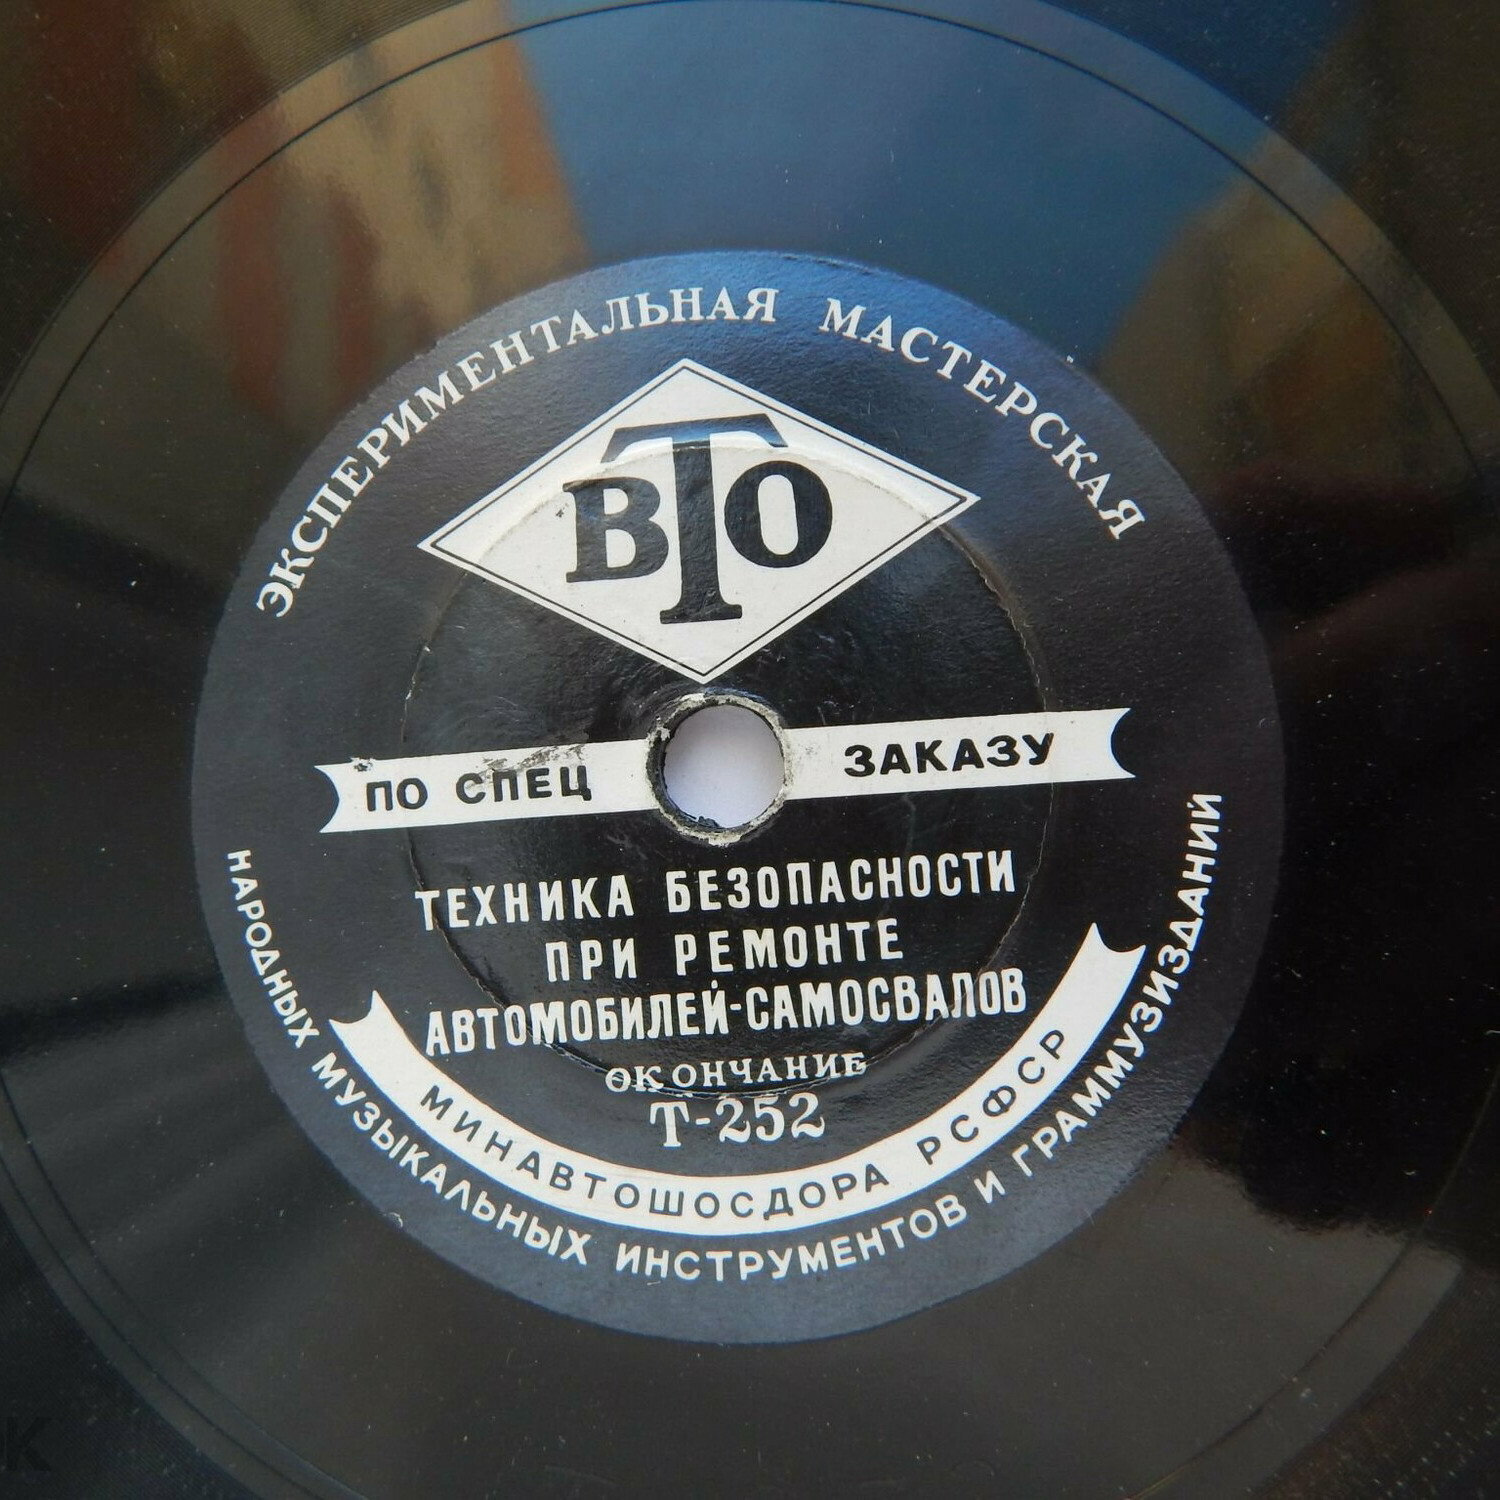 ЭКСПЕРИМЕНТАЛЬНАЯ МАСТЕРСКАЯ
ВТО
ПО СПЕЦ ЗАКАЗУ
ТЕХНИКА БЕЗОПАСНОСТИ
ПРИ РЕМОНТЕ
АВТОМОБИЛЕЙ-САМОСВАЛОВ
ОКОНЧАНИЕ
Т-252
МИНАВТОШОСДОРА РСФСР
НАРОДНЫХ МУЗЫКАЛЬНЫХ ИНСТРУМЕНТОВ И ГРАММУЗИЗДАНИЙ